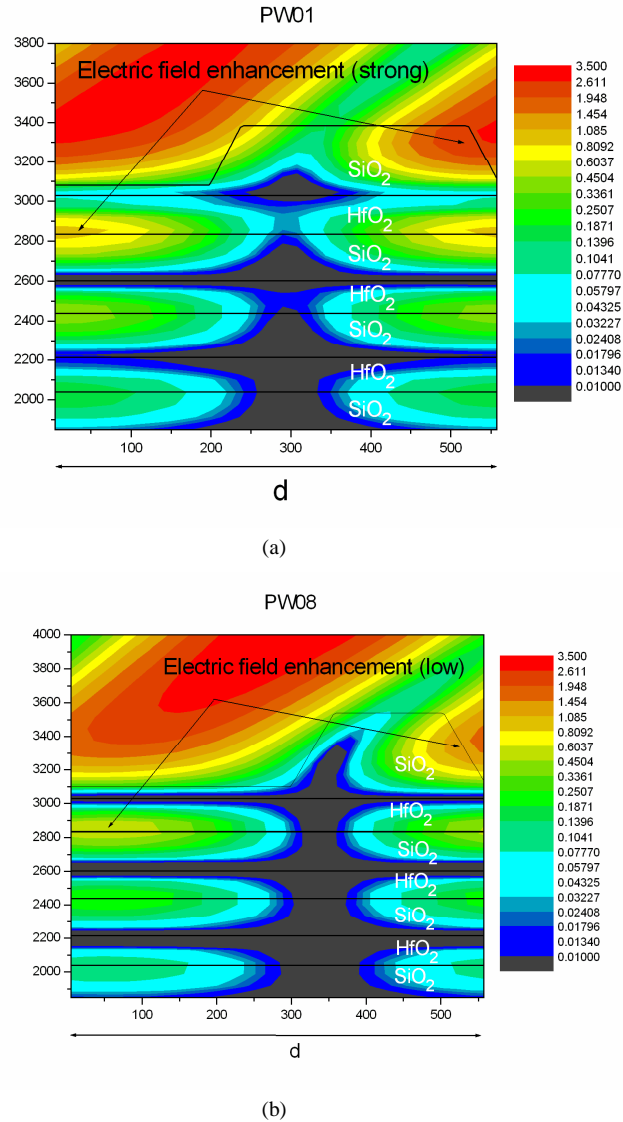 PW01
Electric field enhancement (strong)
3800
3600
3400
3200
3000
2800
2600
2400
2200
2000
SiO2
HfO2
SiO2
HfO2
SiO2
HfO2
SiO2
100 200 300 400 500
d
3.500
2.611
1.948
1.454
1.085
0.8092
0.6037
0.4504
0.3361
0.2507
0.1871
0.1396
0.1041
0.07770
0.05797
0.04325
0.03227
0.02408
0.01796
0.01340
0.01000
(a)
PW08
Electric field enhancement (low)
4000
3800
3600
3400
3200
3000
2800
2600
2400
2200
2000
SiO2
HfO2
SiO2
HfO2
SiO2
HfO2
SiO2
100 200 300 400 500
d
3.500
2.611
1.948
1.454
1.085
0.8092
0.6037
0.4504
0.3361
0.2507
0.1871
0.1396
0.1041
0.07770
0.05797
0.04325
0.03227
0.02408
0.01796
0.01340
0.01000
(b)